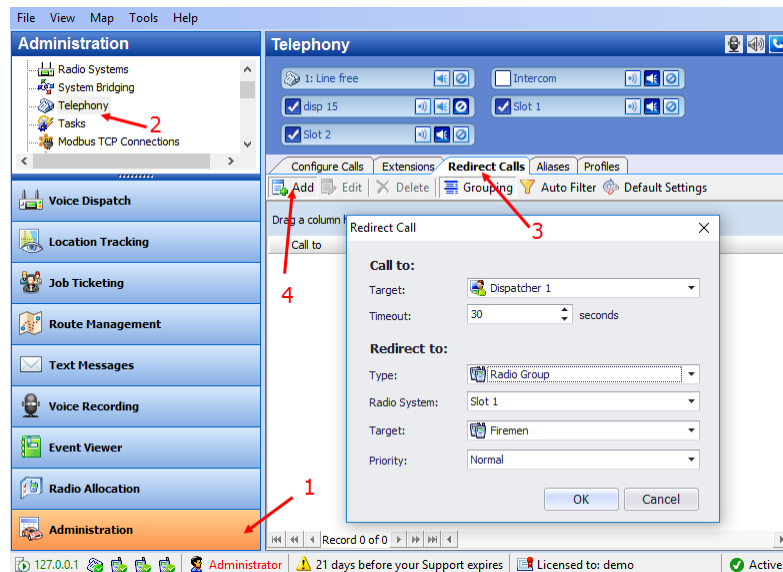 File View Map Tools Help
Administration
Radio Systems
System Bridging
Telephony
Tasks
Modbus TCP Connections
2
Voice Dispatch
Location Tracking
Job Ticketing
Route Management
Text Messages
Voice Recording
Event Viewer
Radio Allocation
Administration
1
Telephony
1: Line free
Intercom
disp 15
Slot 1
Slot 2
Configure Calls Extensions Redirect Calls Aliases Profiles
Add Edit Delete Grouping Auto Filter Default Settings
3
Drag a column
Call to
4
Redirect Call
Call to:
Target: Dispatcher 1
Timeout: 30 seconds
Redirect to:
Type: Radio Group
Radio System: Slot 1
Target: Firemen
Priority: Normal
OK Cancel
Record 0 of 0
127.0.0.1 Administrator 21 days before your Support expires Licensed to: demo Active